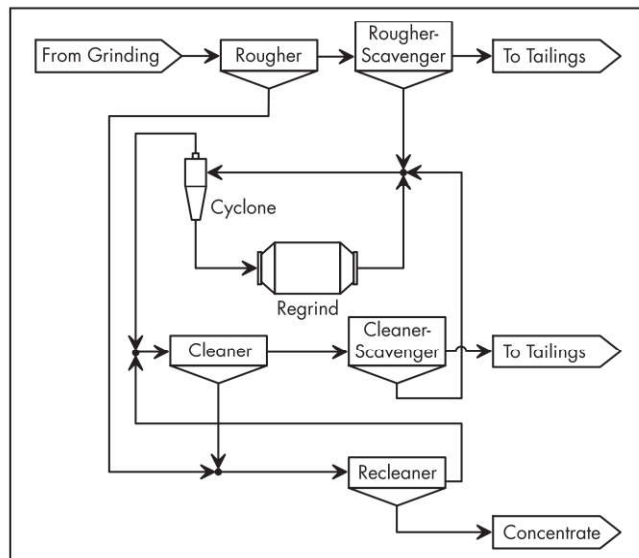 From Grinding
Rougher
Rougher-
Scavenger
To Tailings
Cyclone
Regrind
Cleaner
Cleaner-
Scavenger
To Tailings
Recleaner
Concentrate